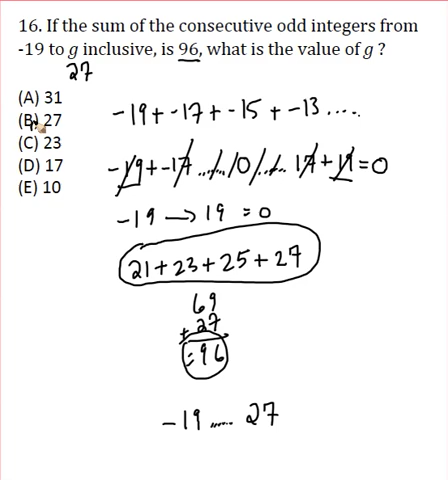 16. If the sum of the consecutive odd integers from
-19 to g inclusive, is 96, what is the value of g ?
27
(A) 31
(B) 27
(C) 23
(D) 17
(E) 10
-19 + -17 + -15 + -13 .....
-19 + -17 ..... 0 ..... 17 + 19 = 0
-19 → 19 = 0
21 + 23 + 25 + 27
69
+ 27
= 96
-19 ..... 27